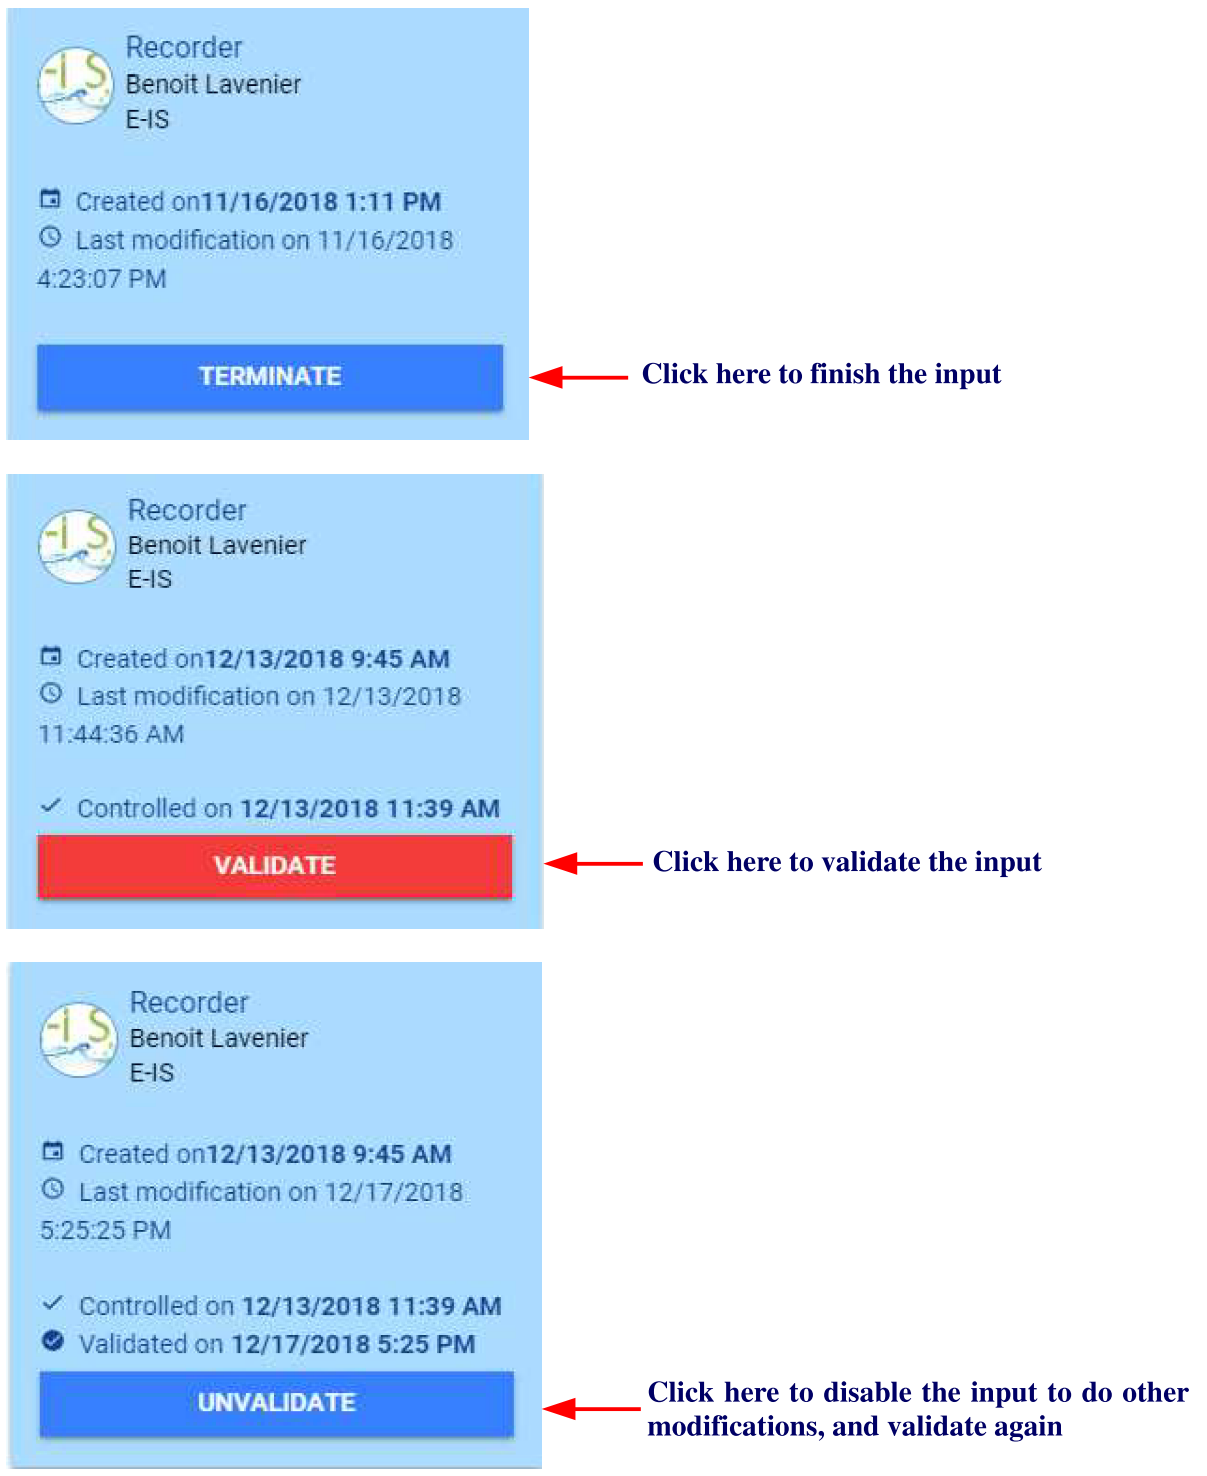 -I S
Recorder
Benoit Lavenier
E-IS
Created on11/16/2018 1:11 PM
Last modification on 11/16/2018
4:23:07 PM
TERMINATE
Click here to finish the input
-I S
Recorder
Benoit Lavenier
E-IS
Created on12/13/2018 9:45 AM
Last modification on 12/13/2018
11:44:36 AM
Controlled on 12/13/2018 11:39 AM
VALIDATE
Click here to validate the input
-I S
Recorder
Benoit Lavenier
E-IS
Created on12/13/2018 9:45 AM
Last modification on 12/17/2018
5:25:25 PM
Controlled on 12/13/2018 11:39 AM
Validated on 12/17/2018 5:25 PM
UNVALIDATE
Click here to disable the input to do other
modifications, and validate again